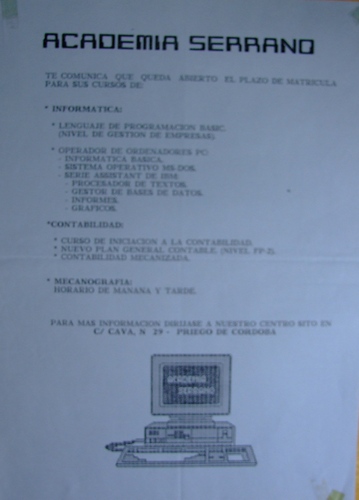 ACADEMIA SERRANO
TE COMUNICA QUE QUEDA ABIERTO EL PLAZO DE MATRICULA
PARA SUS CURSOS DE:
* INFORMATICA:
* LENGUAJE DE PROGRAMACION BASIC.
(NIVEL DE GESTION DE EMPRESAS)
* OPERADOR DE ORDENADORES PC:
- INFORMATICA BASICA.
- SISTEMA OPERATIVO MS-DOS.
- SERIE ASSISTANT DE IBM.
- PROCESADOR DE TEXTOS.
- GESTOR DE BASES DE DATOS.
- INFORMES.
- GRAFICOS.
*CONTABILIDAD:
* CURSO DE INICIACION A LA CONTABILIDAD.
* NUEVO PLAN GENERAL CONTABLE. (NIVEL FP-2).
* CONTABILIDAD MECANIZADA.
* MECANOGRAFIA:
HORARIO DE MAÑANA Y TARDE.
PARA MAS INFORMACION DIRIJASE A NUESTRO CENTRO SITO EN
C/ CAVA, N 29 - PRIEGO DE CORDOBA
ACADEMIA
SERRANO